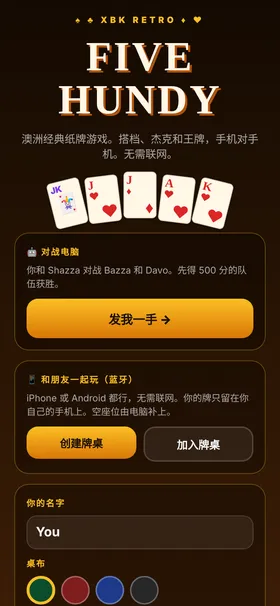 ♠ ♣ XBK RETRO ♦ ♥
FIVE
HUNDY
澳洲经典纸牌游戏。搭档、杰克和王牌，手机对手
机。无需联网。
JK
J
J
A
K
🤖 对战电脑
你和 Shazza 对战 Bazza 和 Davo。先得 500 分的队
伍获胜。
发我一手 →
📱 和朋友一起玩（蓝牙）
iPhone 或 Android 都行，无需联网。你的牌只留在你
自己的手机上。空座位由电脑补上。
创建牌桌
加入牌桌
你的名字
You
桌布